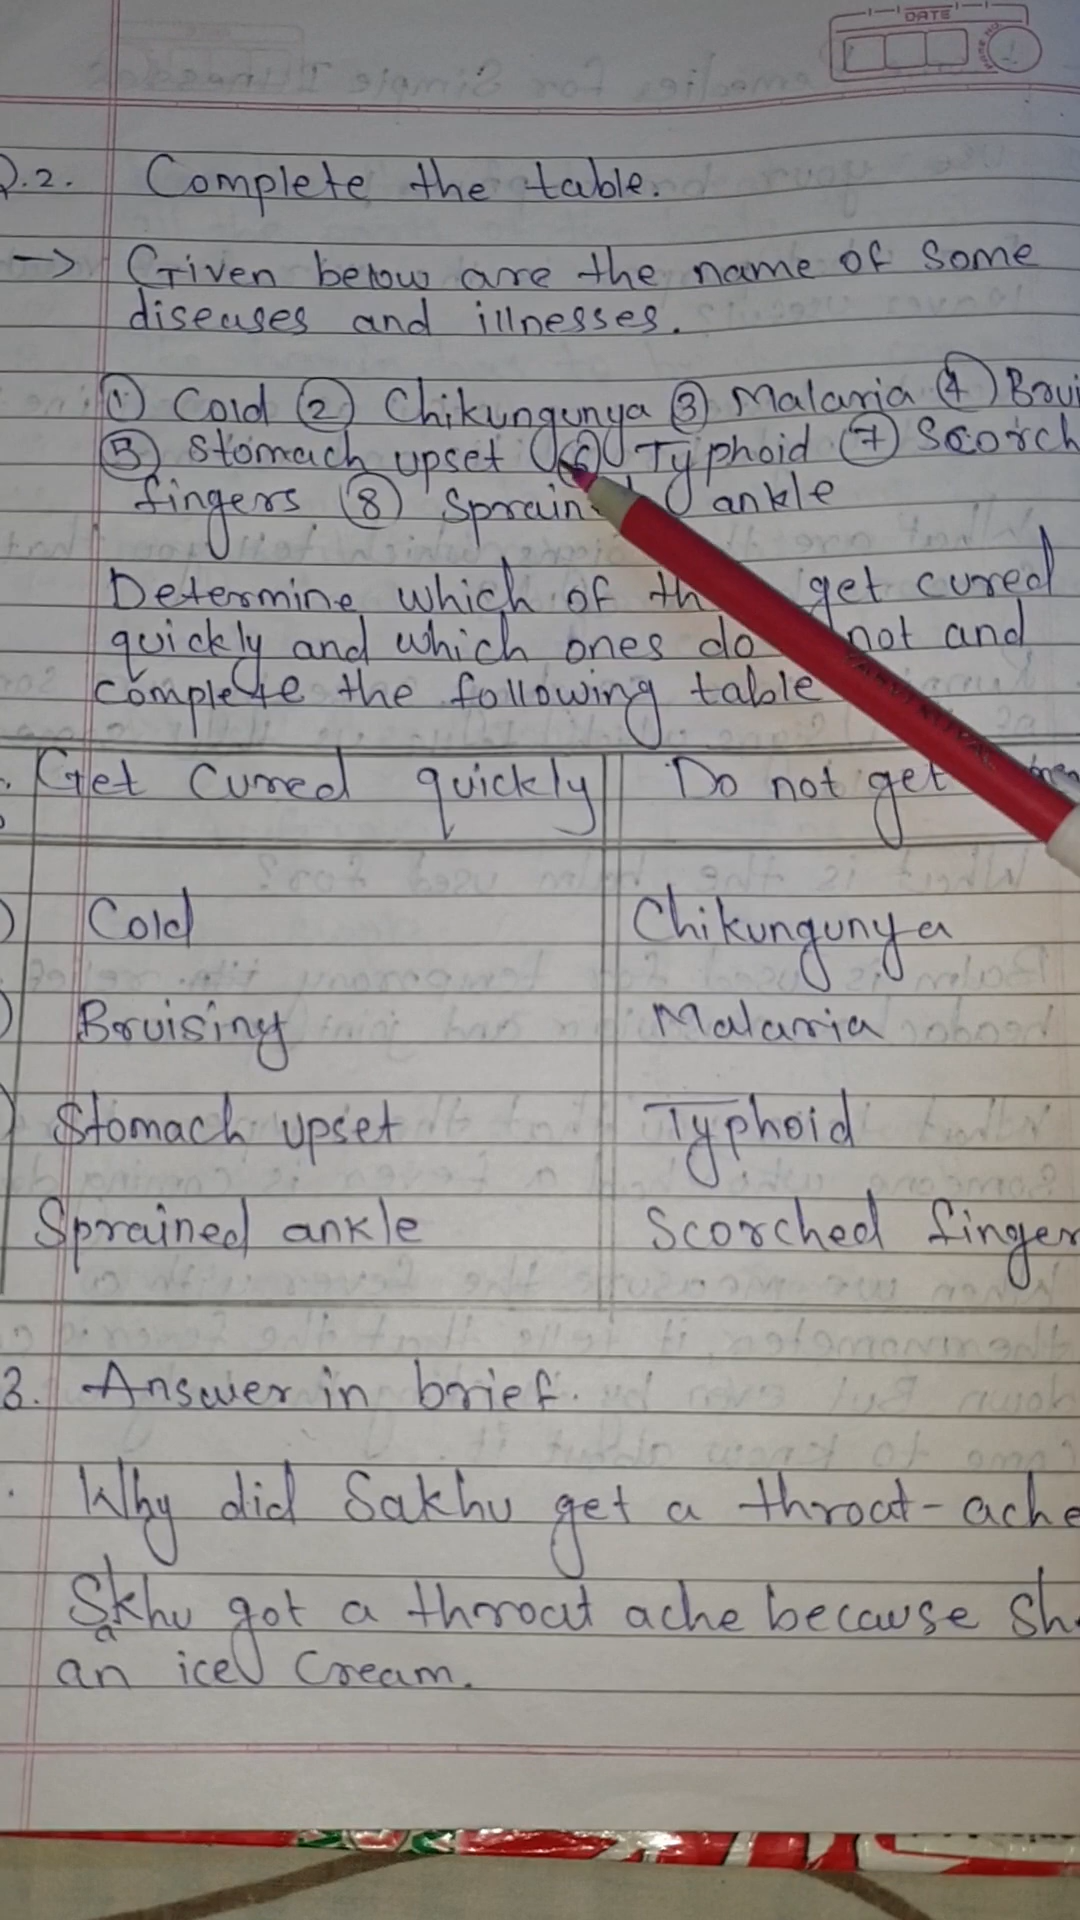 DATE
Q.2. Complete the table.
→ Given below are the name of some
diseases and illnesses.
① Cold ② Chikungunya ③ Malaria ④ Brui
⑤ Stomach upset ⑥ Typhoid ⑦ Scorch
fingers ⑧ Sprain ankle
Determine which of th get cured
quickly and which ones do not and
complete the following table
Get Cured quickly Do not get
Cold Chikungunya
Bruising Malaria
Stomach upset Typhoid
Sprained ankle Scorched finger
3. Answer in brief.
Why did Sakhu get a throat-ache
Skhu got a throat ache because Sh
a
an ice cream.